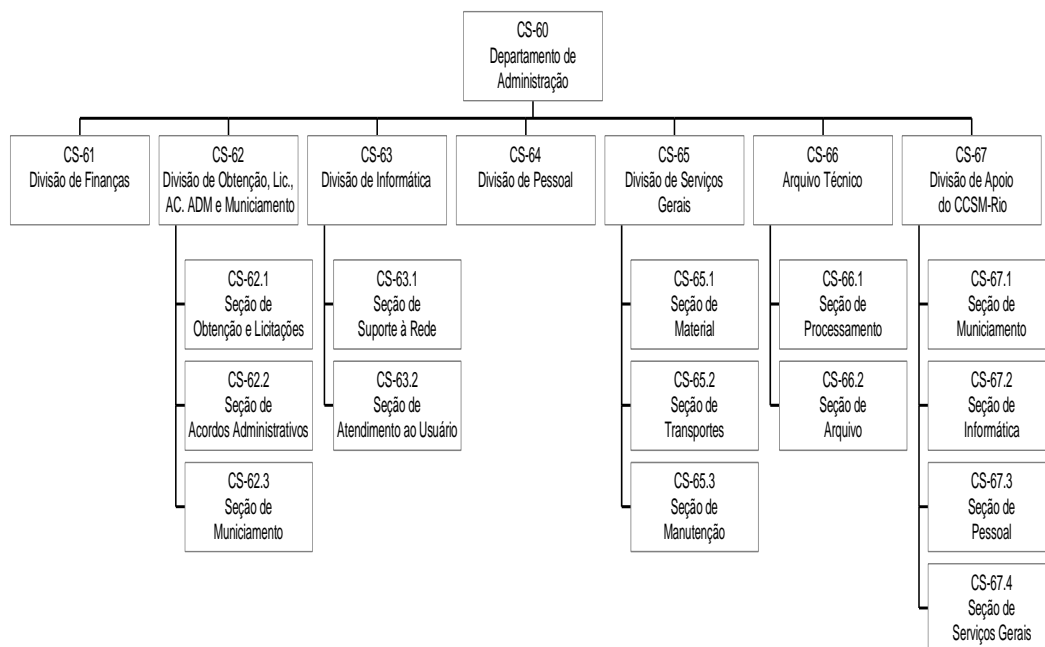 CS-60
Departamento de
Administração
CS-61
Divisão de Finanças
CS-62
Divisão de Obtenção, Lic.,
AC. ADM e Municiamento
CS-63
Divisão de Informática
CS-64
Divisão de Pessoal
CS-65
Divisão de Serviços
Gerais
CS-66
Arquivo Técnico
CS-67
Divisão de Apoio
do CCSM-Rio
CS-62.1
Seção de
Obtenção e Licitações
CS-62.2
Seção de
Acordos Administrativos
CS-62.3
Seção de
Municiamento
CS-63.1
Seção de
Suporte à Rede
CS-63.2
Seção de
Atendimento ao Usuário
CS-65.1
Seção de
Material
CS-65.2
Seção de
Transportes
CS-65.3
Seção de
Manutenção
CS-66.1
Seção de
Processamento
CS-66.2
Seção de
Arquivo
CS-67.1
Seção de
Municiamento
CS-67.2
Seção de
Informática
CS-67.3
Seção de
Pessoal
CS-67.4
Seção de
Serviços Gerais